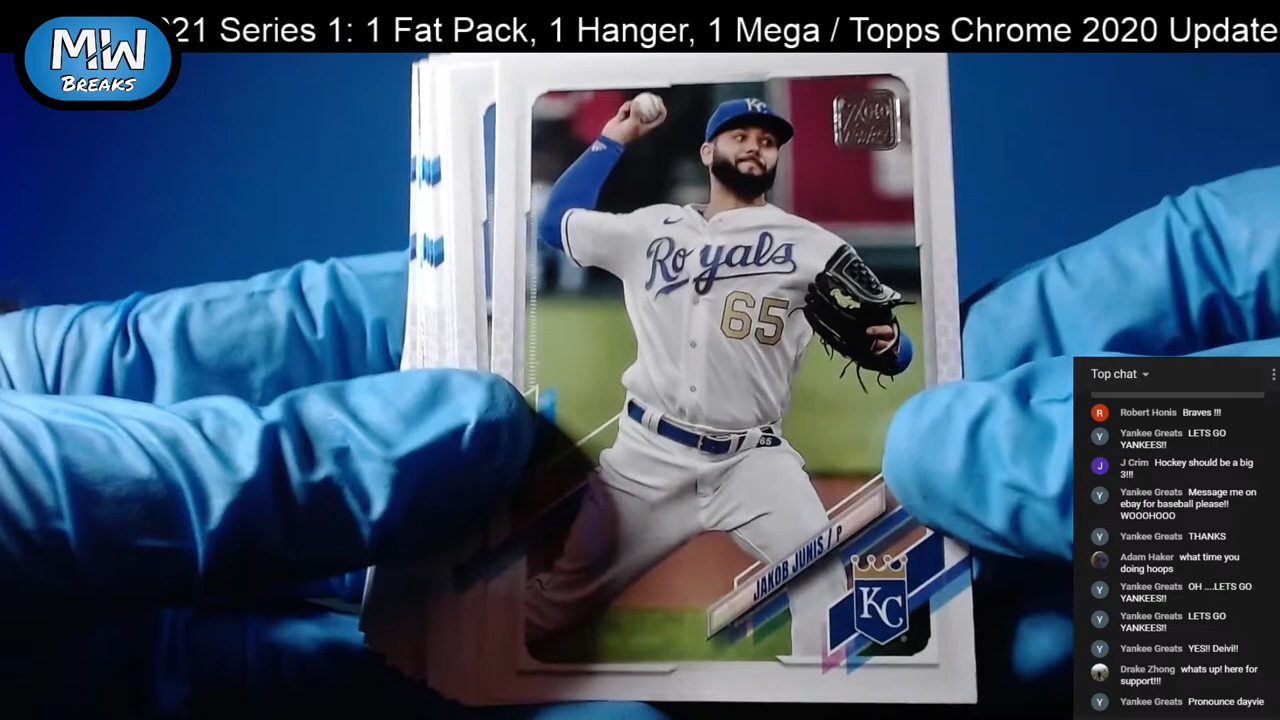 21 Series 1: 1 Fat Pack, 1 Hanger, 1 Mega / Topps Chrome 2020 Update
MW
BREAKS
KC
Royals
65
65
JAKOB JUNIS / P
KC
Top chat
R Robert Honis Braves !!!
Y Yankee Greats LETS GO
YANKEES!!
J J Crim Hockey should be a big
3!!!
Y Yankee Greats Message me on
ebay for baseball please!!
WOOOHOOO
Y Yankee Greats THANKS
Adam Haker what time you
doing hoops
Y Yankee Greats OH ....LETS GO
YANKEES!!
Y Yankee Greats LETS GO
YANKEES!!
Y Yankee Greats YES!! Deivi!!
Drake Zhong whats up! here for
support!!!
Y Yankee Greats Pronounce dayvie